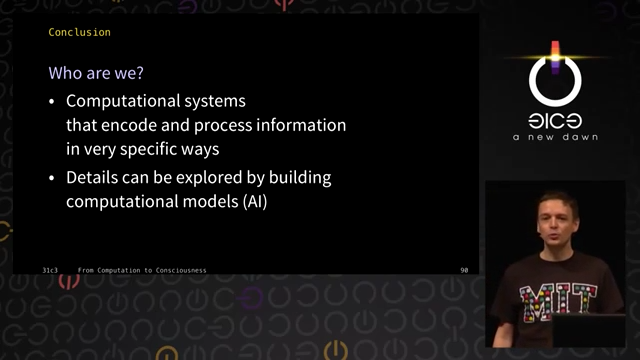 Conclusion
Who are we?
• Computational systems
that encode and process information
in very specific ways
• Details can be explored by building
computational models (AI)
31c3 From Computation to Consciousness 90
a new dawn
MIT